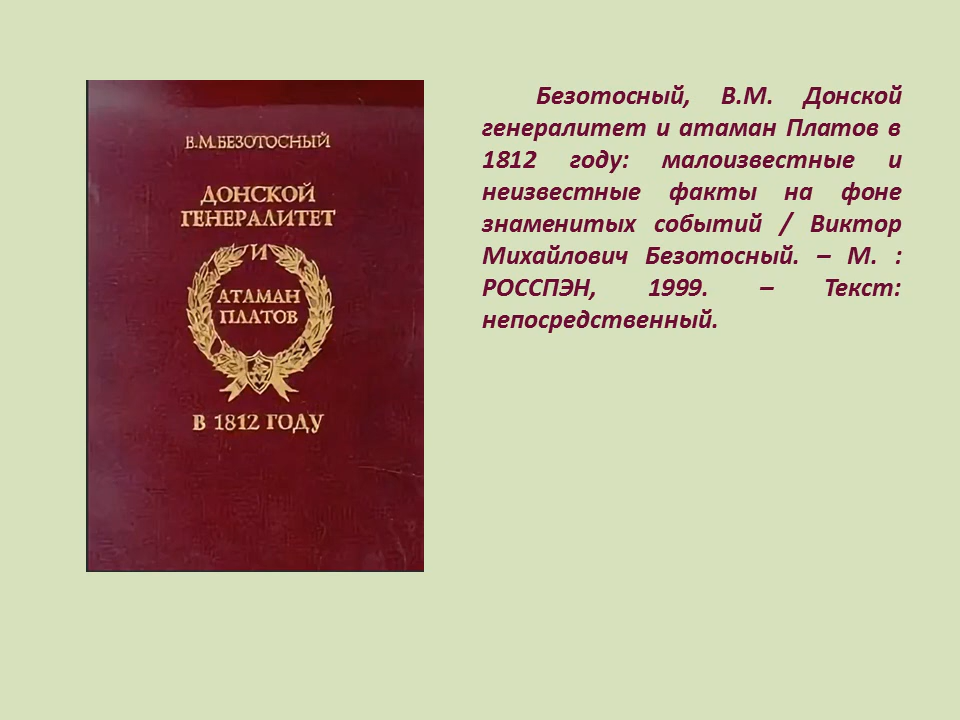 В.М.БЕЗОТОСНЫЙ
ДОНСКОЙ
ГЕНЕРАЛИТЕТ
И
АТАМАН
ПЛАТОВ
В 1812 ГОДУ
Безотосный, В.М. Донской
генералитет и атаман Платов в
1812 году: малоизвестные и
неизвестные факты на фоне
знаменитых событий / Виктор
Михайлович Безотосный. – М. :
РОССПЭН, 1999. – Текст:
непосредственный.